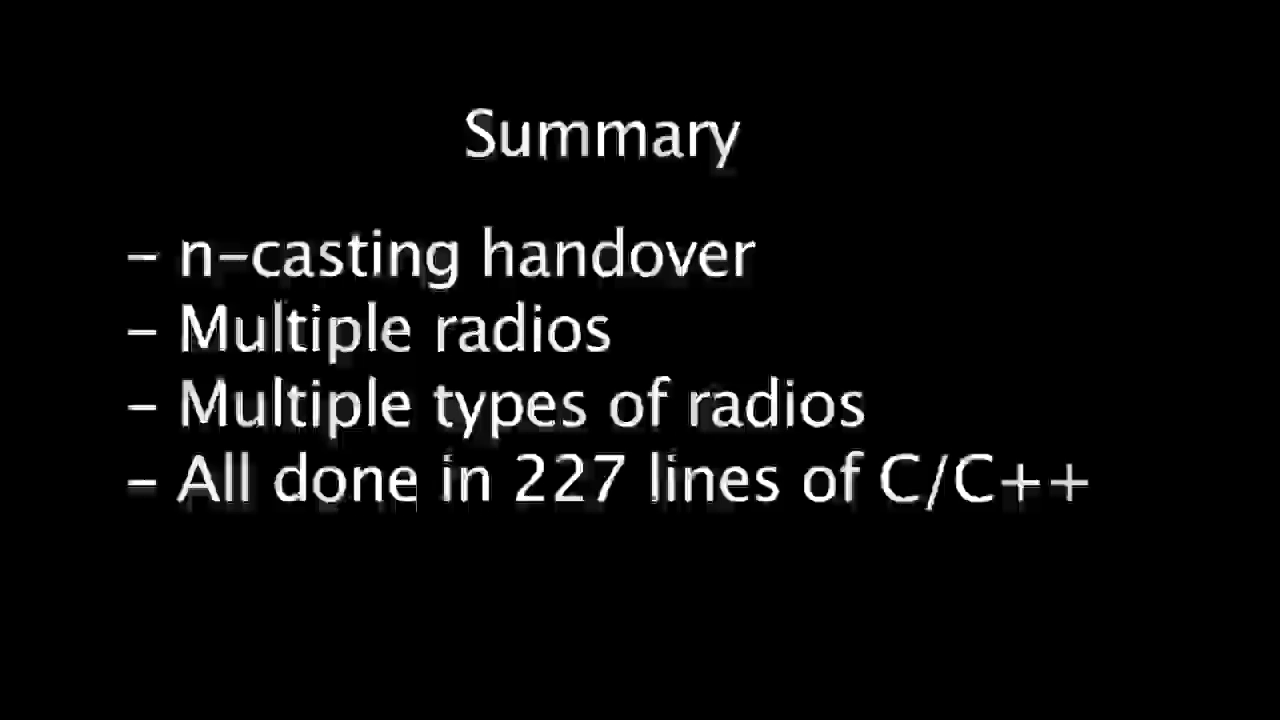 Summary
- n-casting handover
- Multiple radios
- Multiple types of radios
- All done in 227 lines of C/C++